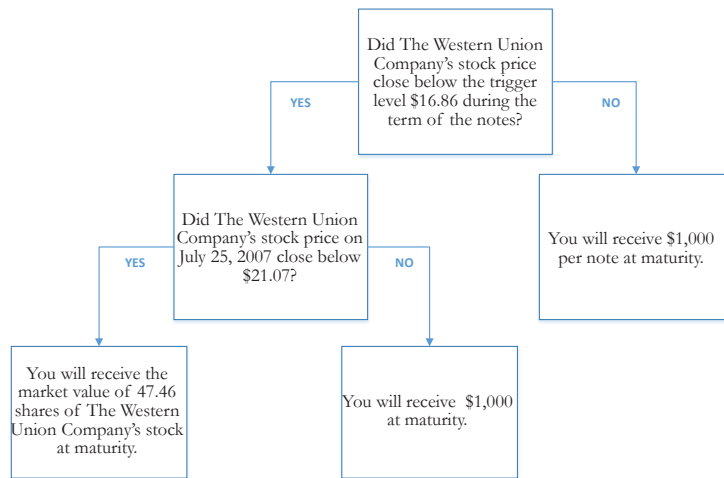 Did The Western Union
Company's stock price
close below the trigger
level $16.86 during the
term of the notes?
YES
NO
Did The Western Union
Company's stock price on
July 25, 2007 close below
$21.07?
You will receive $1,000
per note at maturity.
YES
NO
You will receive the
market value of 47.46
shares of The Western
Union Company's stock
at maturity.
You will receive $1,000
at maturity.